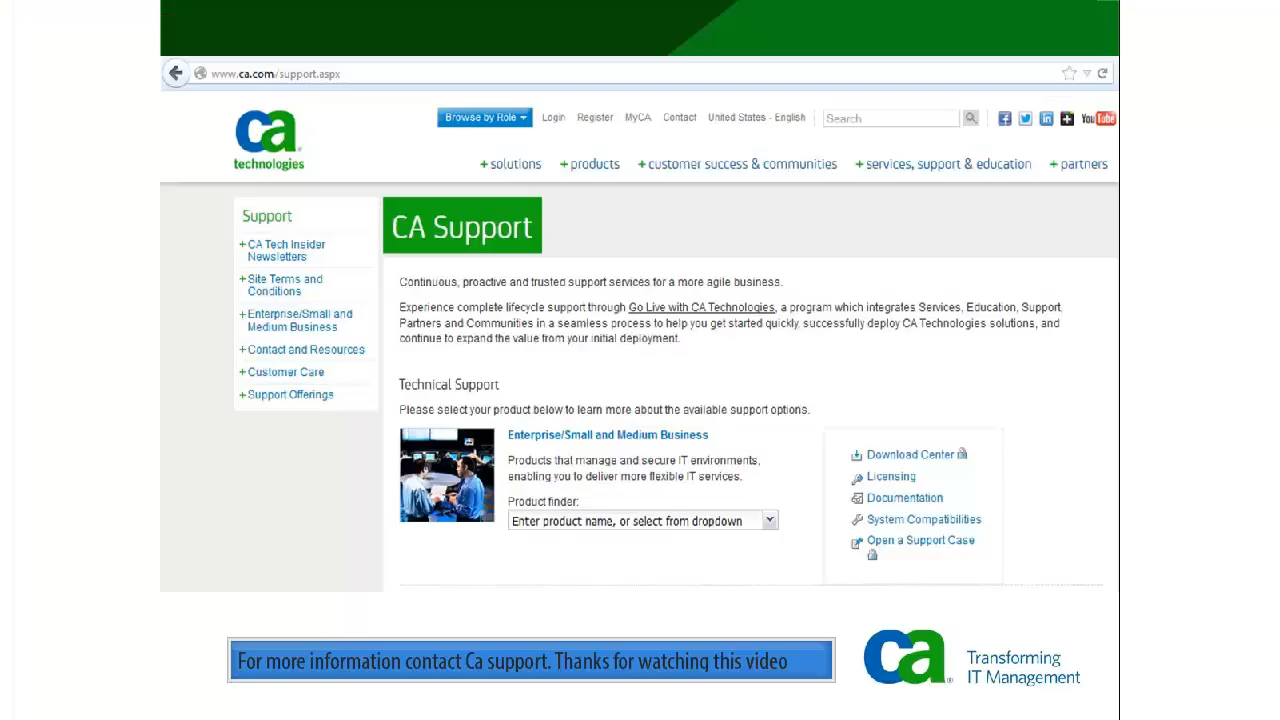 www.ca.com/support.aspx
ca
technologies
Browse by Role Login Register MyCA Contact United States - English Search You Tube
+ solutions + products + customer success & communities + services, support & education + partners
Support
+ CA Tech Insider
Newsletters
+ Site Terms and
Conditions
+ Enterprise/Small and
Medium Business
+ Contact and Resources
+ Customer Care
+ Support Offerings
CA Support
Continuous, proactive and trusted support services for a more agile business.
Experience complete lifecycle support through Go Live with CA Technologies, a program which integrates Services, Education, Support,
Partners and Communities in a seamless process to help you get started quickly, successfully deploy CA Technologies solutions, and
continue to expand the value from your initial deployment.
Technical Support
Please select your product below to learn more about the available support options.
Enterprise/Small and Medium Business
Products that manage and secure IT environments,
enabling you to deliver more flexible IT services.
Product finder:
Enter product name, or select from dropdown
Download Center
Licensing
Documentation
System Compatibilities
Open a Support Case
For more information contact Ca support. Thanks for watching this video
ca
Transforming
IT Management